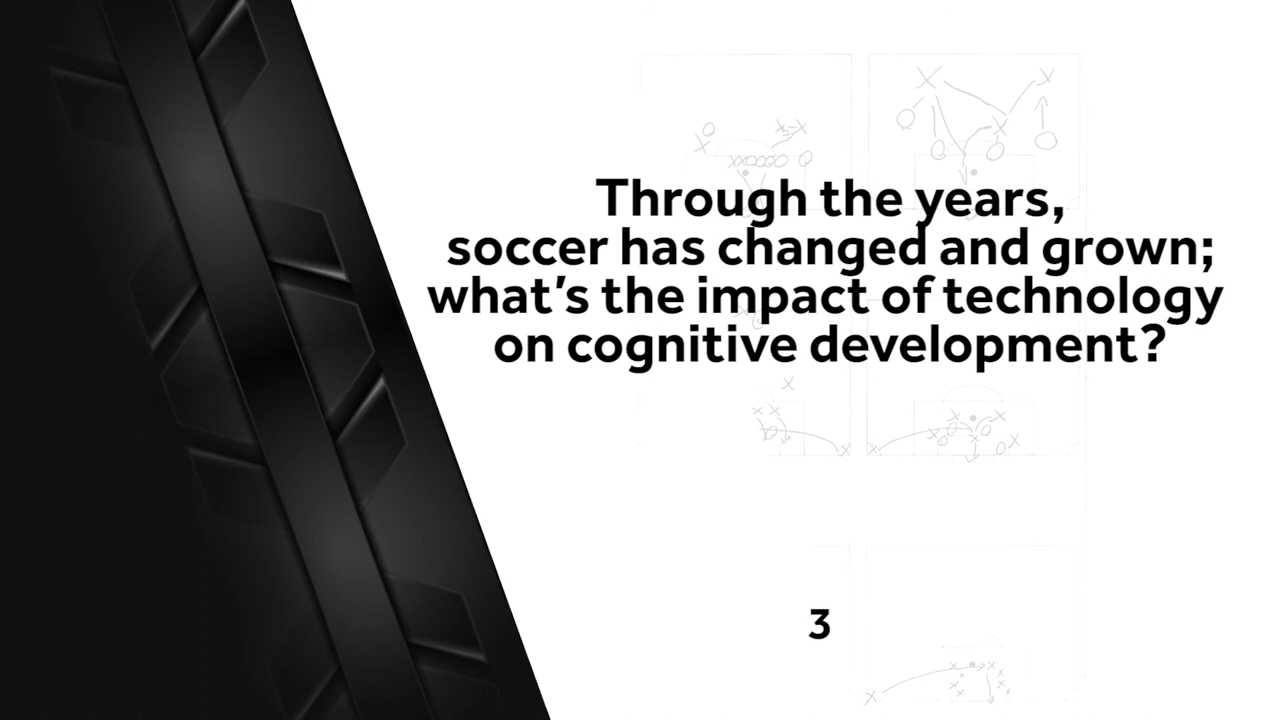 Through the years,
soccer has changed and grown;
what's the impact of technology
on cognitive development?
3